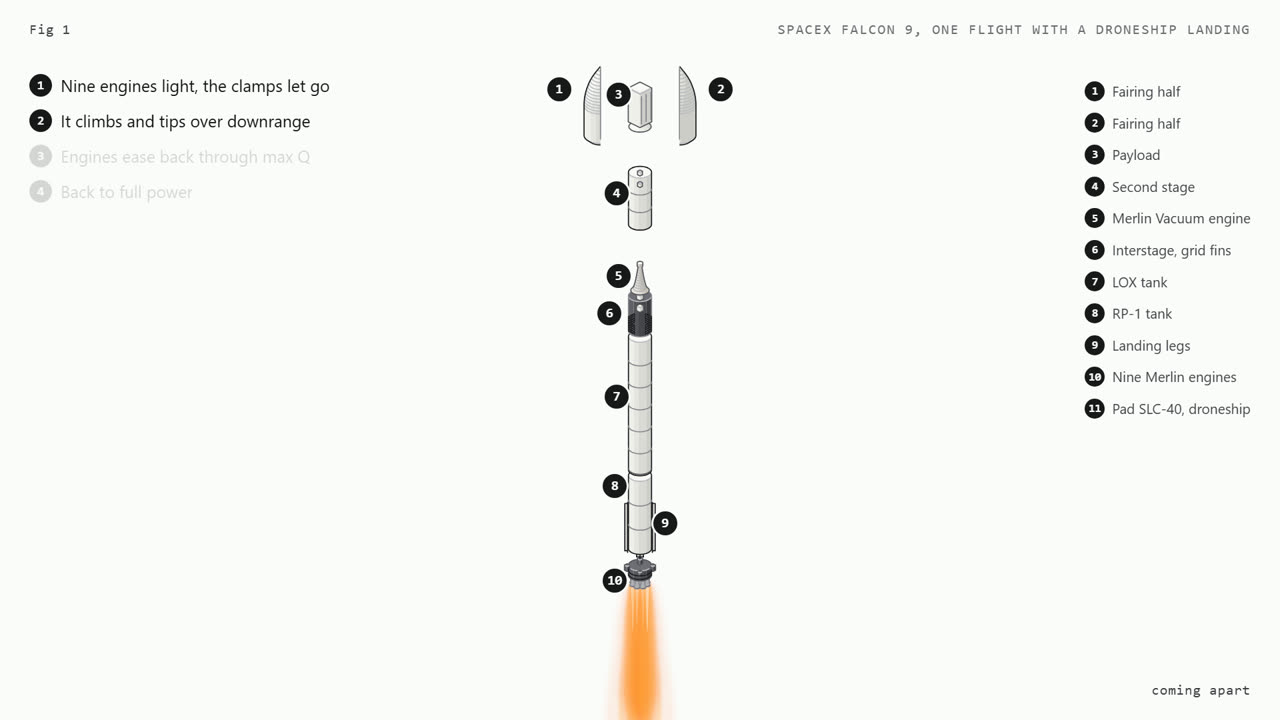 Fig 1
SPACEX FALCON 9, ONE FLIGHT WITH A DRONESHIP LANDING
1 Nine engines light, the clamps let go
2 It climbs and tips over downrange
3 Engines ease back through max Q
4 Back to full power
1
3
2
4
5
6
7
8
9
10
1 Fairing half
2 Fairing half
3 Payload
4 Second stage
5 Merlin Vacuum engine
6 Interstage, grid fins
7 LOX tank
8 RP-1 tank
9 Landing legs
10 Nine Merlin engines
11 Pad SLC-40, droneship
coming apart